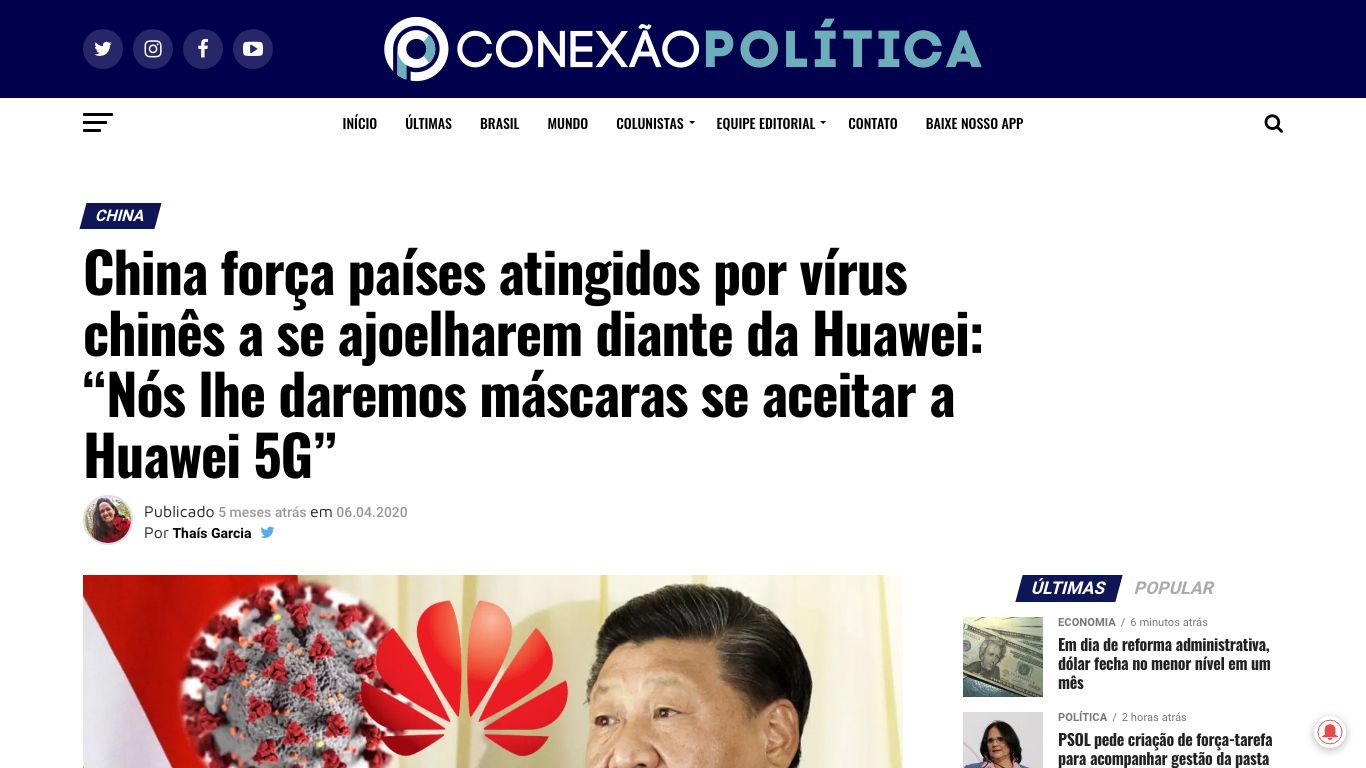 CONEXÃOPOLÍTICA
INÍCIO ÚLTIMAS BRASIL MUNDO COLUNISTAS EQUIPE EDITORIAL CONTATO BAIXE NOSSO APP
CHINA
China força países atingidos por vírus
chinês a se ajoelharem diante da Huawei:
“Nós lhe daremos máscaras se aceitar a
Huawei 5G”
Publicado 5 meses atrás em 06.04.2020
Por Thaís Garcia
ÚLTIMAS POPULAR
ECONOMIA / 6 minutos atrás
Em dia de reforma administrativa,
dólar fecha no menor nível em um
mês
POLÍTICA / 2 horas atrás
PSOL pede criação de força-tarefa
para acompanhar gestão da pasta